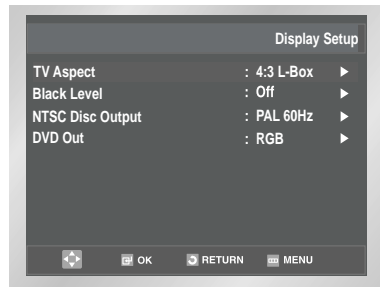 Display Setup
TV Aspect : 4:3 L-Box ►
Black Level : Off ►
NTSC Disc Output : PAL 60Hz ►
DVD Out : RGB ►
OK RETURN MENU